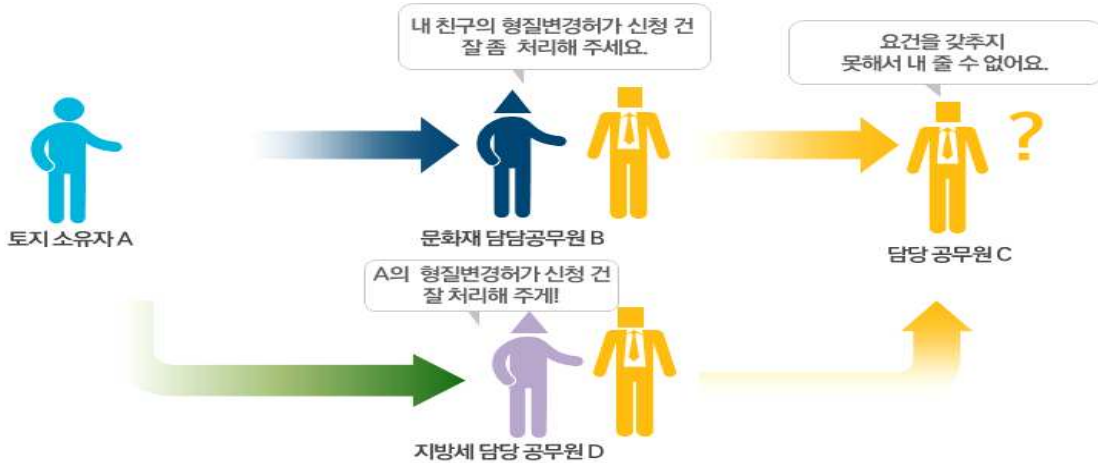 내 친구의 형질변경허가 신청 건
잘 좀 처리해 주세요.
요건을 갖추지
못해서 내 줄 수 없어요.
?
토지 소유자 A
문화재 담담공무원 B
담당 공무원 C
A의 형질변경허가 신청 건
잘 처리해 주게!
지방세 담당 공무원 D